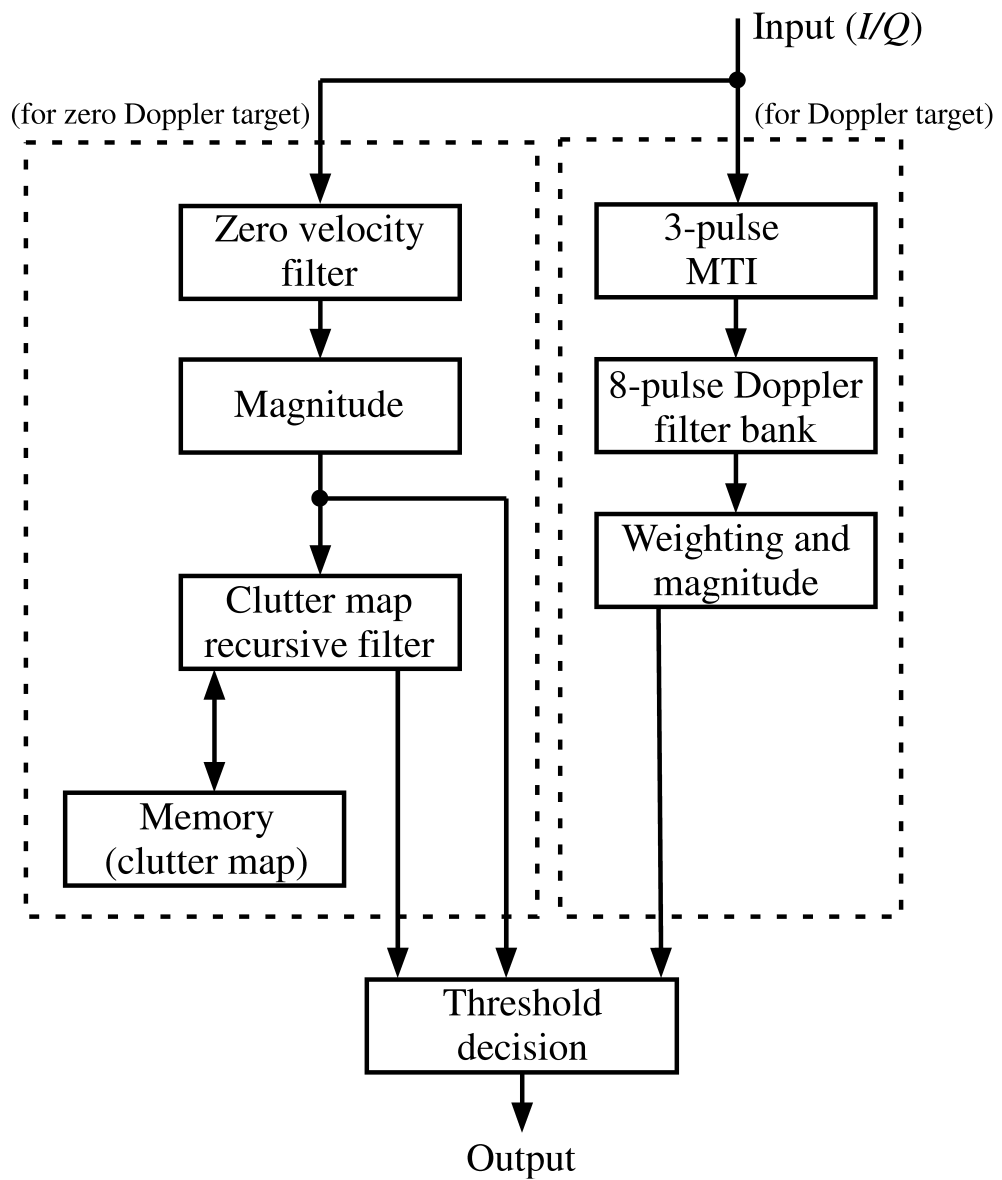 Input (I/Q)
(for zero Doppler target)
(for Doppler target)
Zero velocity
filter
3-pulse
MTI
Magnitude
8-pulse Doppler
filter bank
Weighting and
magnitude
Clutter map
recursive filter
Memory
(clutter map)
Threshold
decision
Output